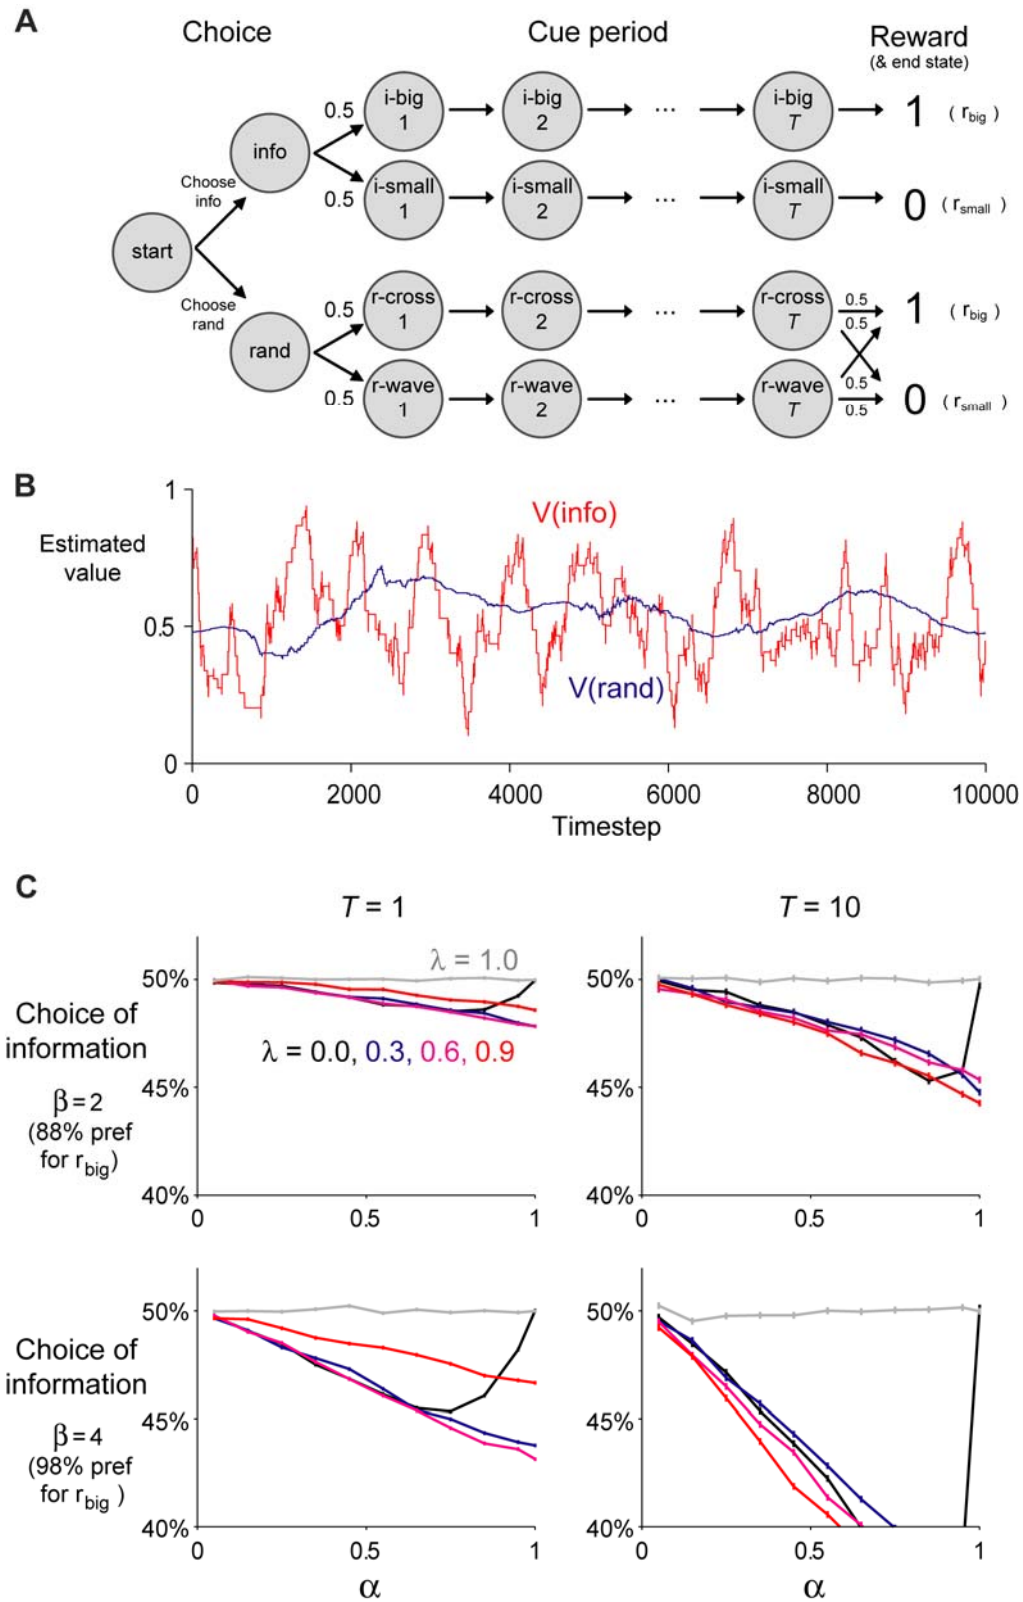 A
Choice
Cue period
Reward
(& end state)
0.5
i-big
1
i-big
2
...
i-big
T
1
( r_big )
info
Choose
info
0.5
i-small
1
i-small
2
...
i-small
T
0
( r_small )
start
Choose
rand
0.5
r-cross
1
r-cross
2
...
r-cross
T
0.5
0.5
1
( r_big )
rand
0.5
r-wave
1
r-wave
2
...
r-wave
T
0.5
0.5
0
( r_small )
B
1
Estimated
value
V(info)
0.5
V(rand)
0
0
2000
4000
6000
8000
10000
Timestep
C
T = 1
T = 10
Choice of
information
β = 2
(88% pref
for r_big)
50%
45%
40%
λ = 1.0
λ = 0.0, 0.3, 0.6, 0.9
0
0.5
1
50%
45%
40%
0
0.5
1
Choice of
information
β = 4
(98% pref
for r_big )
50%
45%
40%
0
0.5
1
α
50%
45%
40%
0
0.5
1
α